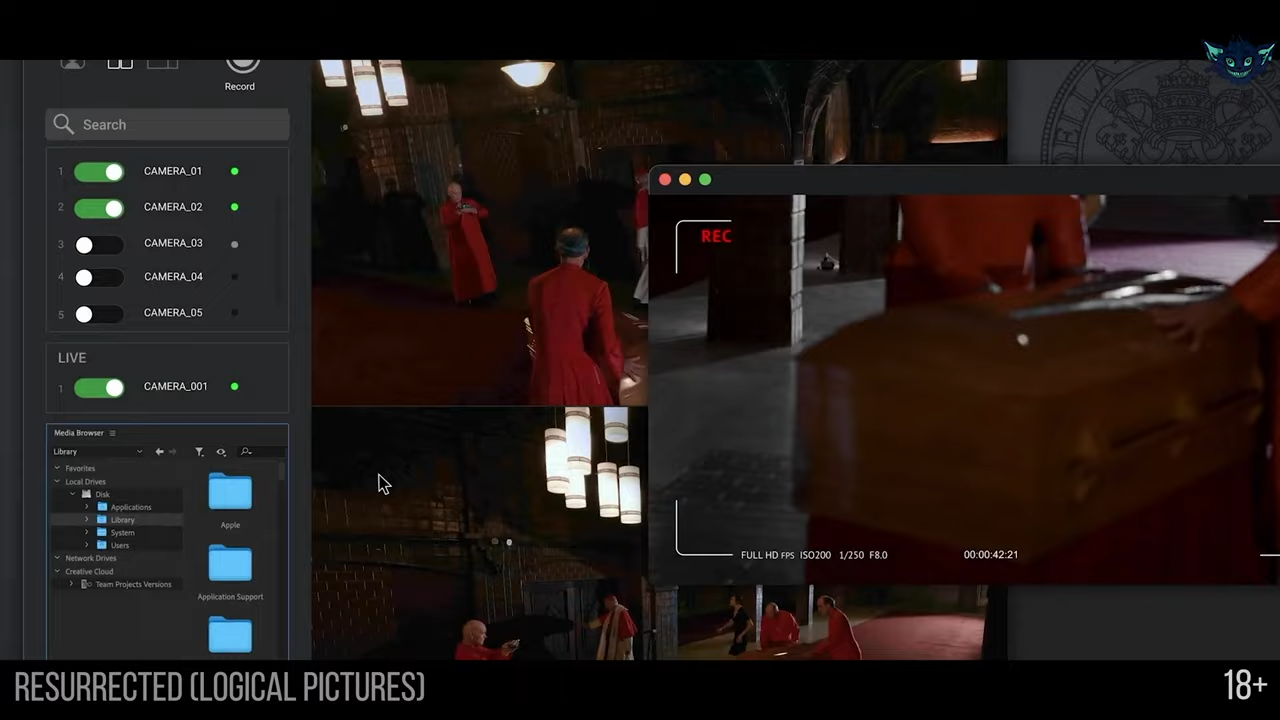 Record
Search
1 CAMERA_01
2 CAMERA_02
3 CAMERA_03
4 CAMERA_04
5 CAMERA_05
LIVE
1 CAMERA_001
Media Browser
Library
Favorites
Local Drives
Disk
Applications
Library
System
Users
Network Drives
Creative Cloud
Team Projects Versions
Apple
Application Support
REC
FULL HD FPS ISO200 1/250 F8.0
00:00:42:21
RESURRECTED (LOGICAL PICTURES)
18+